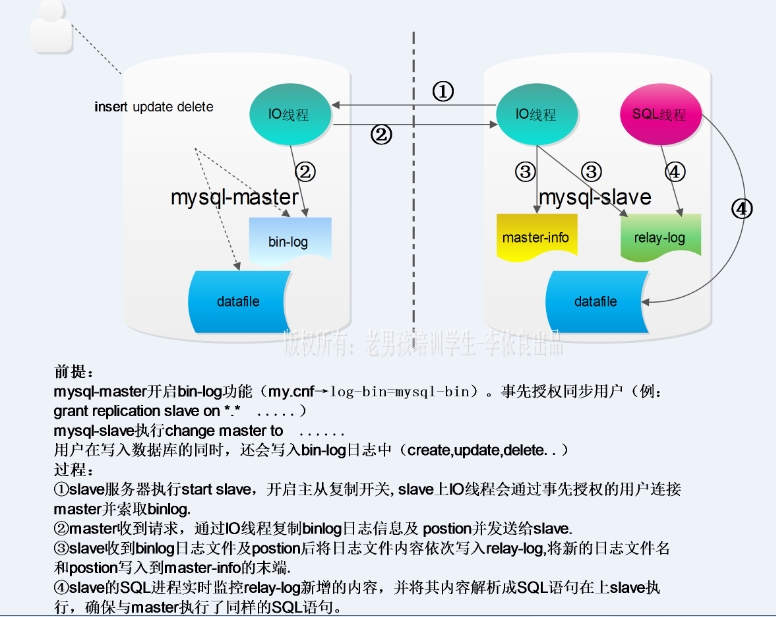 ①
insert update delete
IO线程
IO线程
SQL线程
②
②
③
③
④
mysql-master
mysql-slave
④
bin-log
master-info
relay-log
datafile
datafile
版权所有：老男孩培训学生-李依良出品
前提：
mysql-master开启bin-log功能（my.cnf→log-bin=mysql-bin）。事先授权同步用户（例：
grant replication slave on *.* .....）
mysql-slave执行change master to ......
用户在写入数据库的同时，还会写入bin-log日志中（create,update,delete..）
过程：
①slave服务器执行start slave，开启主从复制开关, slave上IO线程会通过事先授权的用户连接
master并索取binlog.
②master收到请求，通过IO线程复制binlog日志信息及 postion并发送给slave.
③slave收到binlog日志文件及postion后将日志文件内容依次写入relay-log,将新的日志文件名
和postion写入到master-info的末端.
④slave的SQL进程实时监控relay-log新增的内容，并将其内容解析成SQL语句在上slave执
行，确保与master执行了同样的SQL语句。